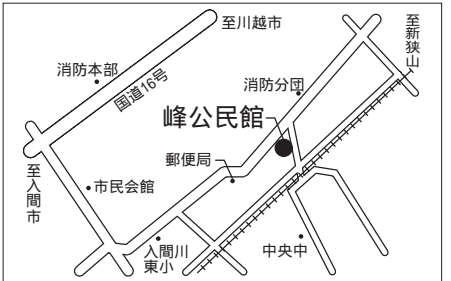 至川越市
至新狭山
消防本部
国道16号
消防分団
峰公民館
郵便局
至入間市
市民会館
入間川
東小
中央中